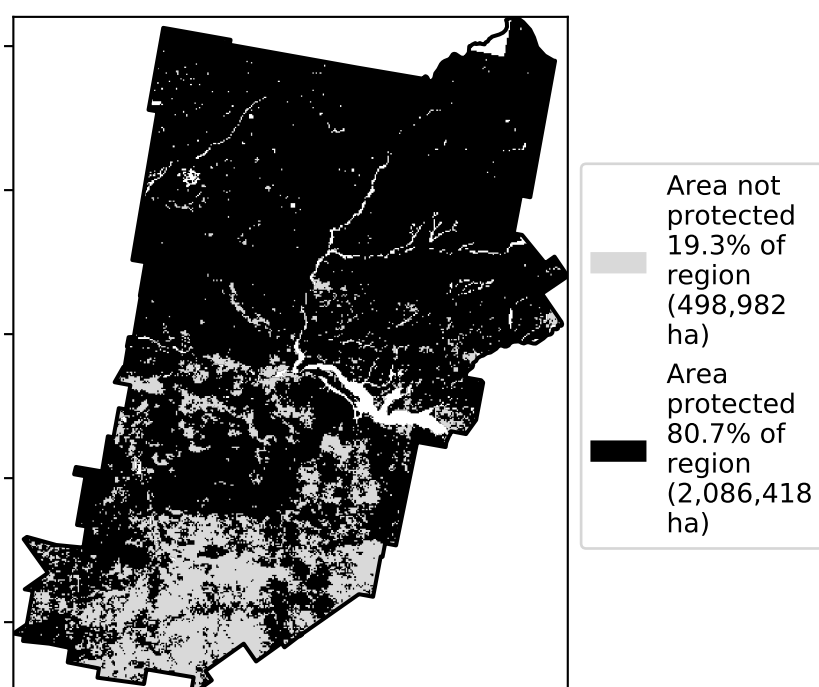 Area not
protected
19.3% of
region
(498,982
ha)
Area
protected
80.7% of
region
(2,086,418
ha)